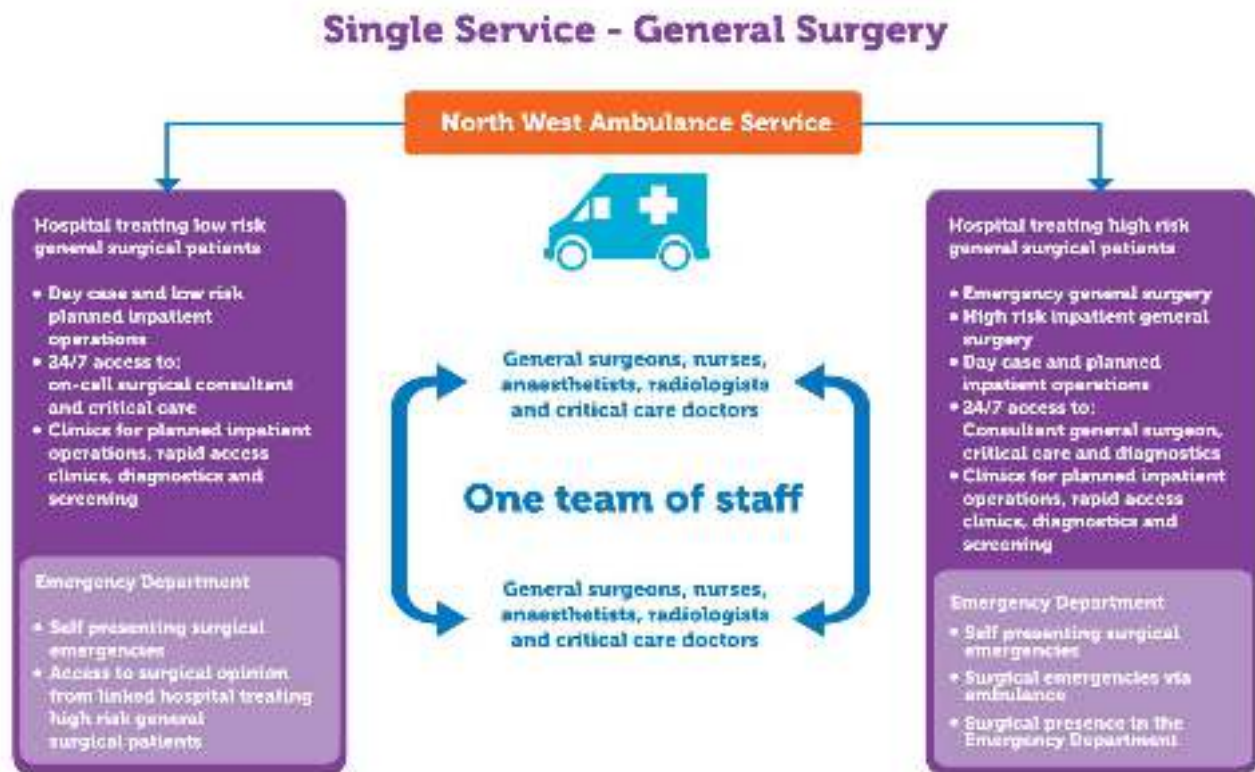 Single Service - General Surgery
North West Ambulance Service
Hospital treating low risk
general surgical patients
• Day case and low risk
planned inpatient
operations
• 24/7 access to:
on-call surgical consultant
and critical care
• Clinics for planned inpatient
operations, rapid access
clinics, diagnostics and
screening
Emergency Department
• Self presenting surgical
emergencies
• Access to surgical opinion
from linked hospital treating
high risk general
surgical patients
General surgeons, nurses,
anaesthetists, radiologists
and critical care doctors
One team of staff
General surgeons, nurses,
anaesthetists, radiologists
and critical care doctors
Hospital treating high risk
general surgical patients
• Emergency general surgery
• High risk inpatient general
surgery
• Day case and planned
inpatient operations
• 24/7 access to:
Consultant general surgeon,
critical care and diagnostics
• Clinics for planned inpatient
operations, rapid access
clinics, diagnostics and
screening
Emergency Department
• Self presenting surgical
emergencies
• Surgical emergencies via
ambulance
• Surgical presence in the
Emergency Department